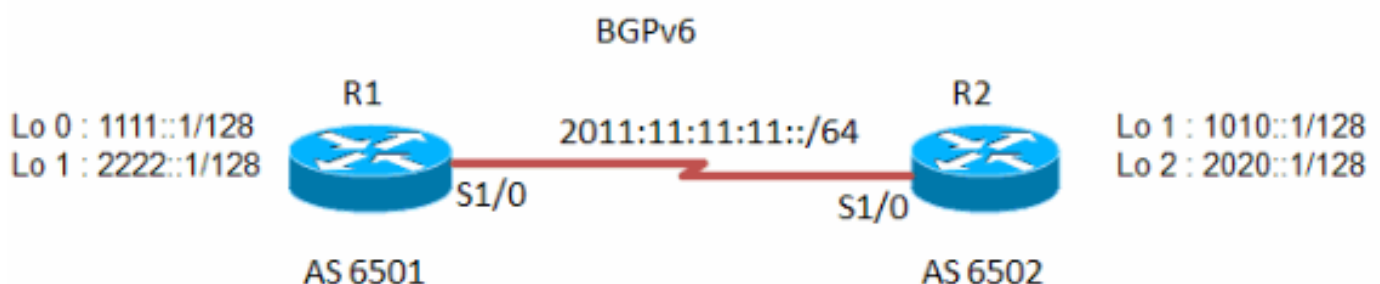 BGPv6
R1
R2
Lo 0 : 1111::1/128
Lo 1 : 2222::1/128
2011:11:11:11::/64
Lo 1 : 1010::1/128
Lo 2 : 2020::1/128
S1/0
S1/0
AS 6501
AS 6502